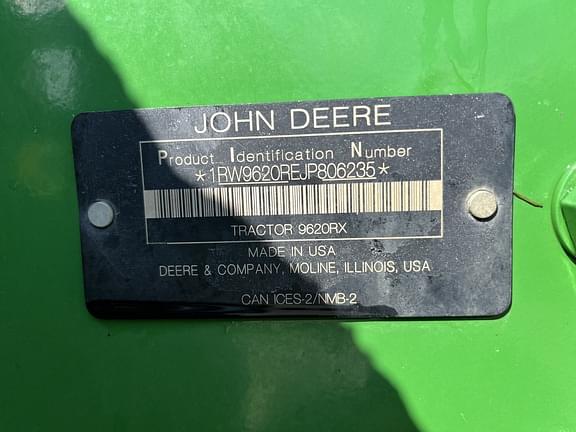 JOHN DEERE
Product Identification Number
*1RW9620REJP806235*
TRACTOR 9620RX
MADE IN USA
DEERE & COMPANY, MOLINE, ILLINOIS, USA
CAN ICES-2/NMB-2